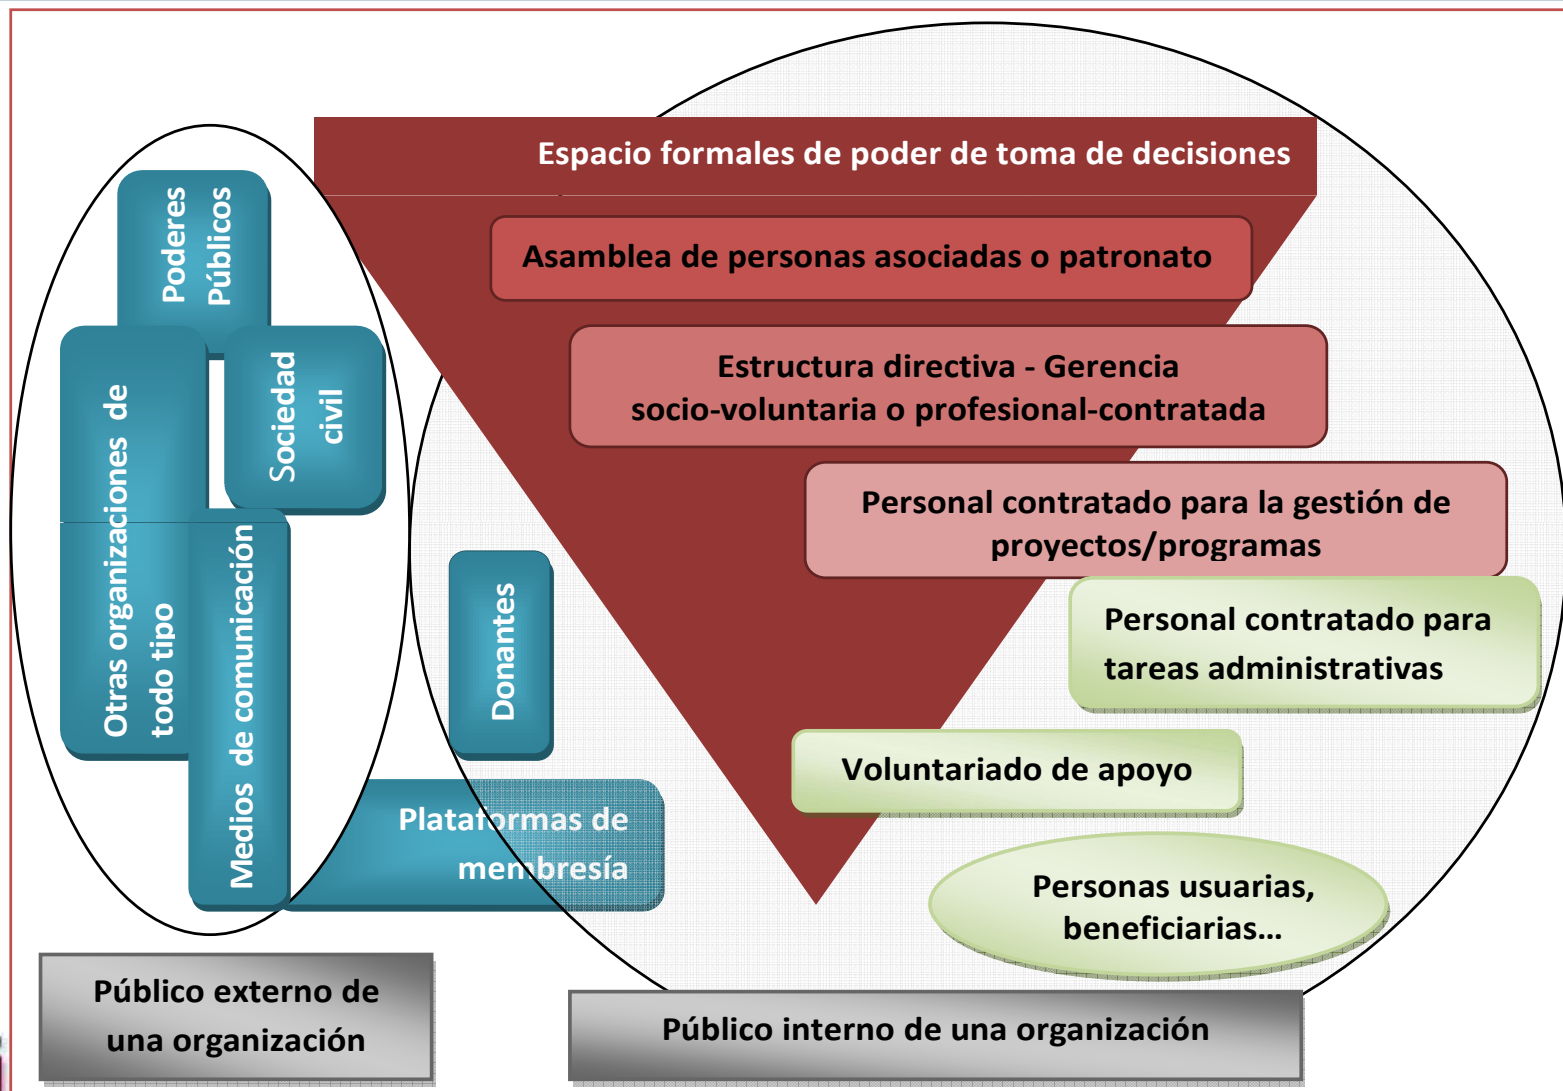 Espacio formales de poder de toma de decisiones
Asamblea de personas asociadas o patronato
Estructura directiva - Gerencia
socio-voluntaria o profesional-contratada
Personal contratado para la gestión de
proyectos/programas
Personal contratado para
tareas administrativas
Voluntariado de apoyo
Personas usuarias,
beneficiarias...
Poderes
Públicos
Sociedad
civil
Otras organizaciones de
todo tipo
Medios de comunicación
Donantes
Plataformas de
membresía
Público externo de
una organización
Público interno de una organización